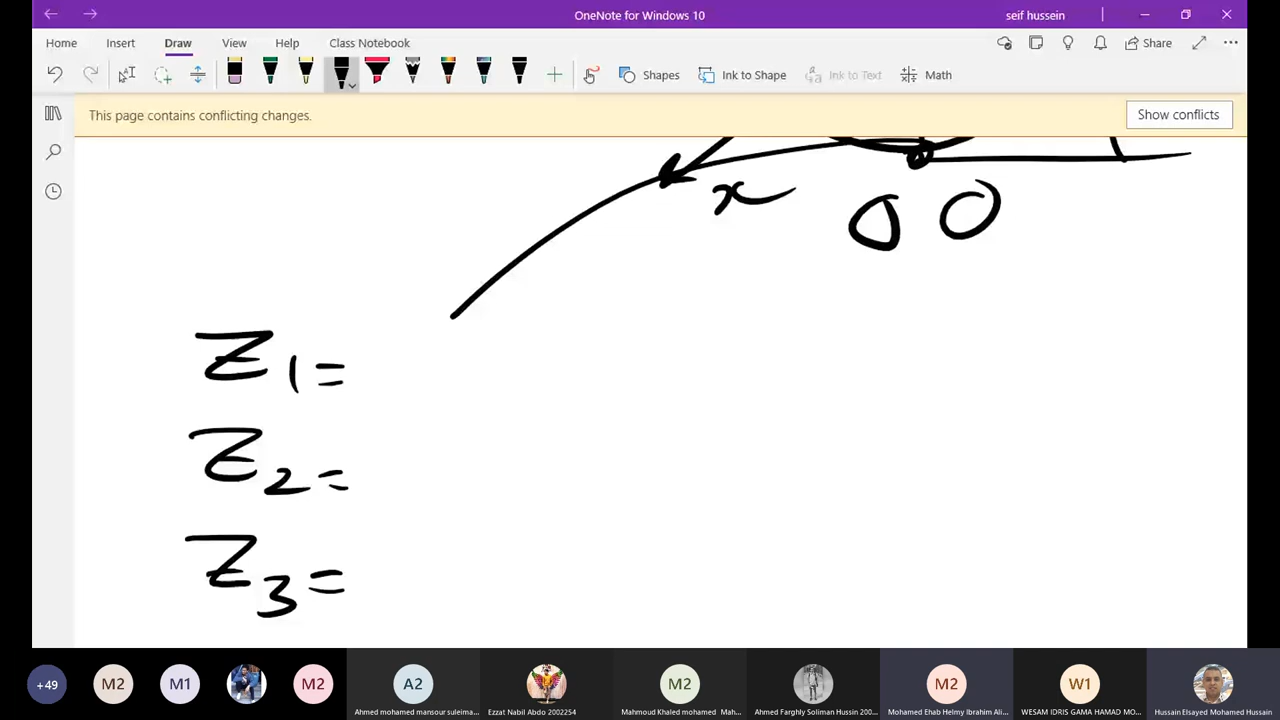 OneNote for Windows 10
seif hussein
Home Insert Draw View Help Class Notebook
Share
Shapes Ink to Shape Ink to Text Math
This page contains conflicting changes.
Show conflicts
x 0 0
Z1=
Z2=
Z3=
+49 M2 M1 M2 A2 M2 M2 W1
Ahmed mohamed mansour suleima... Ezzat Nabil Abdo 2002254 Mahmoud Khaled mohamed Mah... Ahmed Farghly Soliman Hussin 200... Mohamed Ehab Helmy Ibrahim Ali... WESAM IDRIS GAMA HAMAD MO... Hussain Elsayed Mohamed Hussain